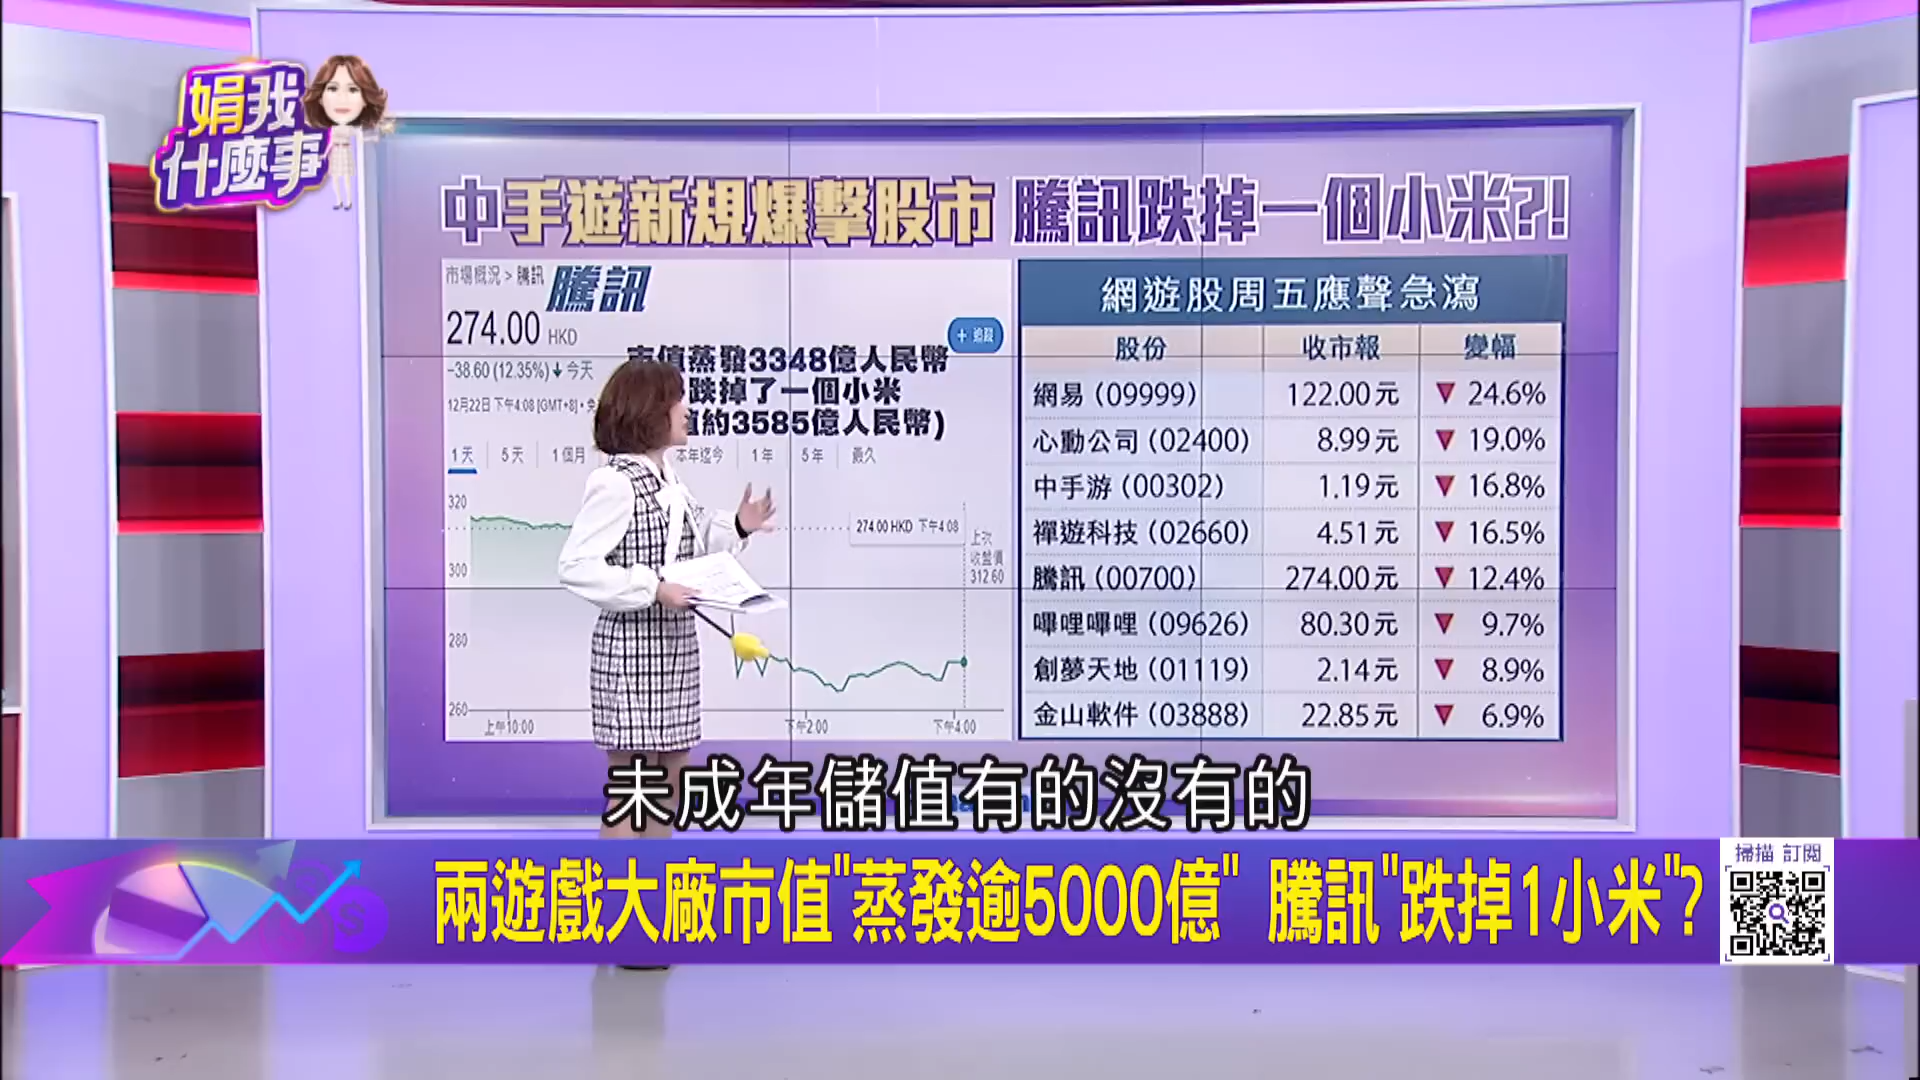 娟我
什麼事
中手遊新規爆擊股市 騰訊跌掉一個小米?!
市場概況 > 騰訊
騰訊
274.00 HKD
+ 追蹤
-38.60 (12.35%) ↓ 今天
12月22日 下午4:08 [GMT+8] •
市值蒸發3348億人民幣
跌掉了一個小米
值約3585億人民幣)
1天 5天 1個月 本年迄今 1年 5年 最久
320
300
280
260
274.00 HKD 下午4:08
上次
收盤價
312.60
上午10:00 下午2:00 下午4:00
網遊股周五應聲急瀉
股份 收市報 變幅
網易 (09999) 122.00元 ▼ 24.6%
心動公司 (02400) 8.99元 ▼ 19.0%
中手游 (00302) 1.19元 ▼ 16.8%
禪遊科技 (02660) 4.51元 ▼ 16.5%
騰訊 (00700) 274.00元 ▼ 12.4%
嗶哩嗶哩 (09626) 80.30元 ▼ 9.7%
創夢天地 (01119) 2.14元 ▼ 8.9%
金山軟件 (03888) 22.85元 ▼ 6.9%
未成年儲值有的沒有的
兩遊戲大廠市值"蒸發逾5000億" 騰訊"跌掉1小米"?
掃描 訂閱